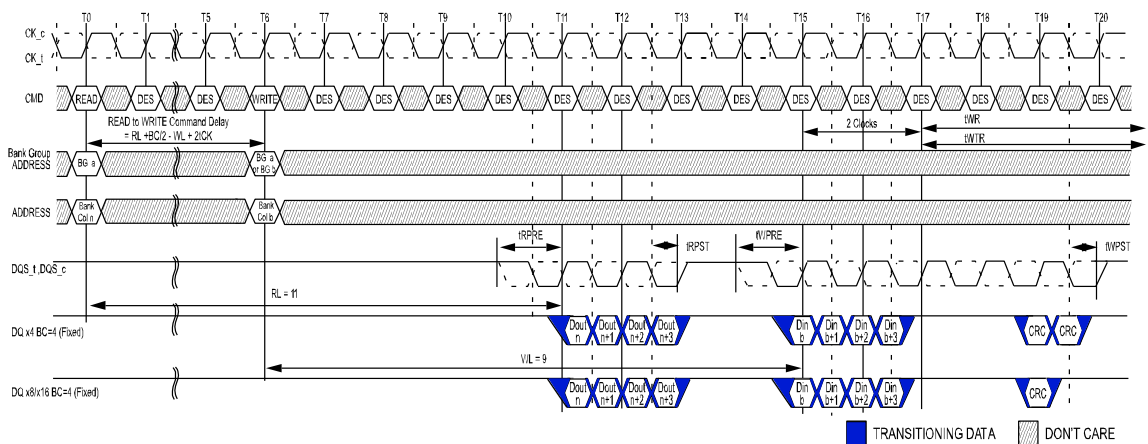 T0 T1 T5 T6 T7 T8 T9 T10 T11 T12 T13 T14 T15 T16 T17 T18 T19 T20
CK_c
CK_t
CMD READ DES DES WRITE DES DES DES DES DES DES DES DES DES DES DES DES DES DES
READ to WRITE Command Delay
= RL +BC/2 - WL + 2tCK
2 Clocks
tWR
tWTR
Bank Group
ADDRESS
BG a
BG a
or BG b
ADDRESS
Bank
Col n
Bank
Col b
tRPRE tRPST tWPRE tWPST
DQS_t,DQS_c
RL = 11
DQ x4 BC=4 (Fixed)
Dout
n
Dout
n+1
Dout
n+2
Dout
n+3
Din
b
Din
b+1
Din
b+2
Din
b+3
CRC CRC
WL = 9
DQ x8/x16 BC=4 (Fixed)
Dout
n
Dout
n+1
Dout
n+2
Dout
n+3
Din
b
Din
b+1
Din
b+2
Din
b+3
CRC
TRANSITIONING DATA
DON'T CARE